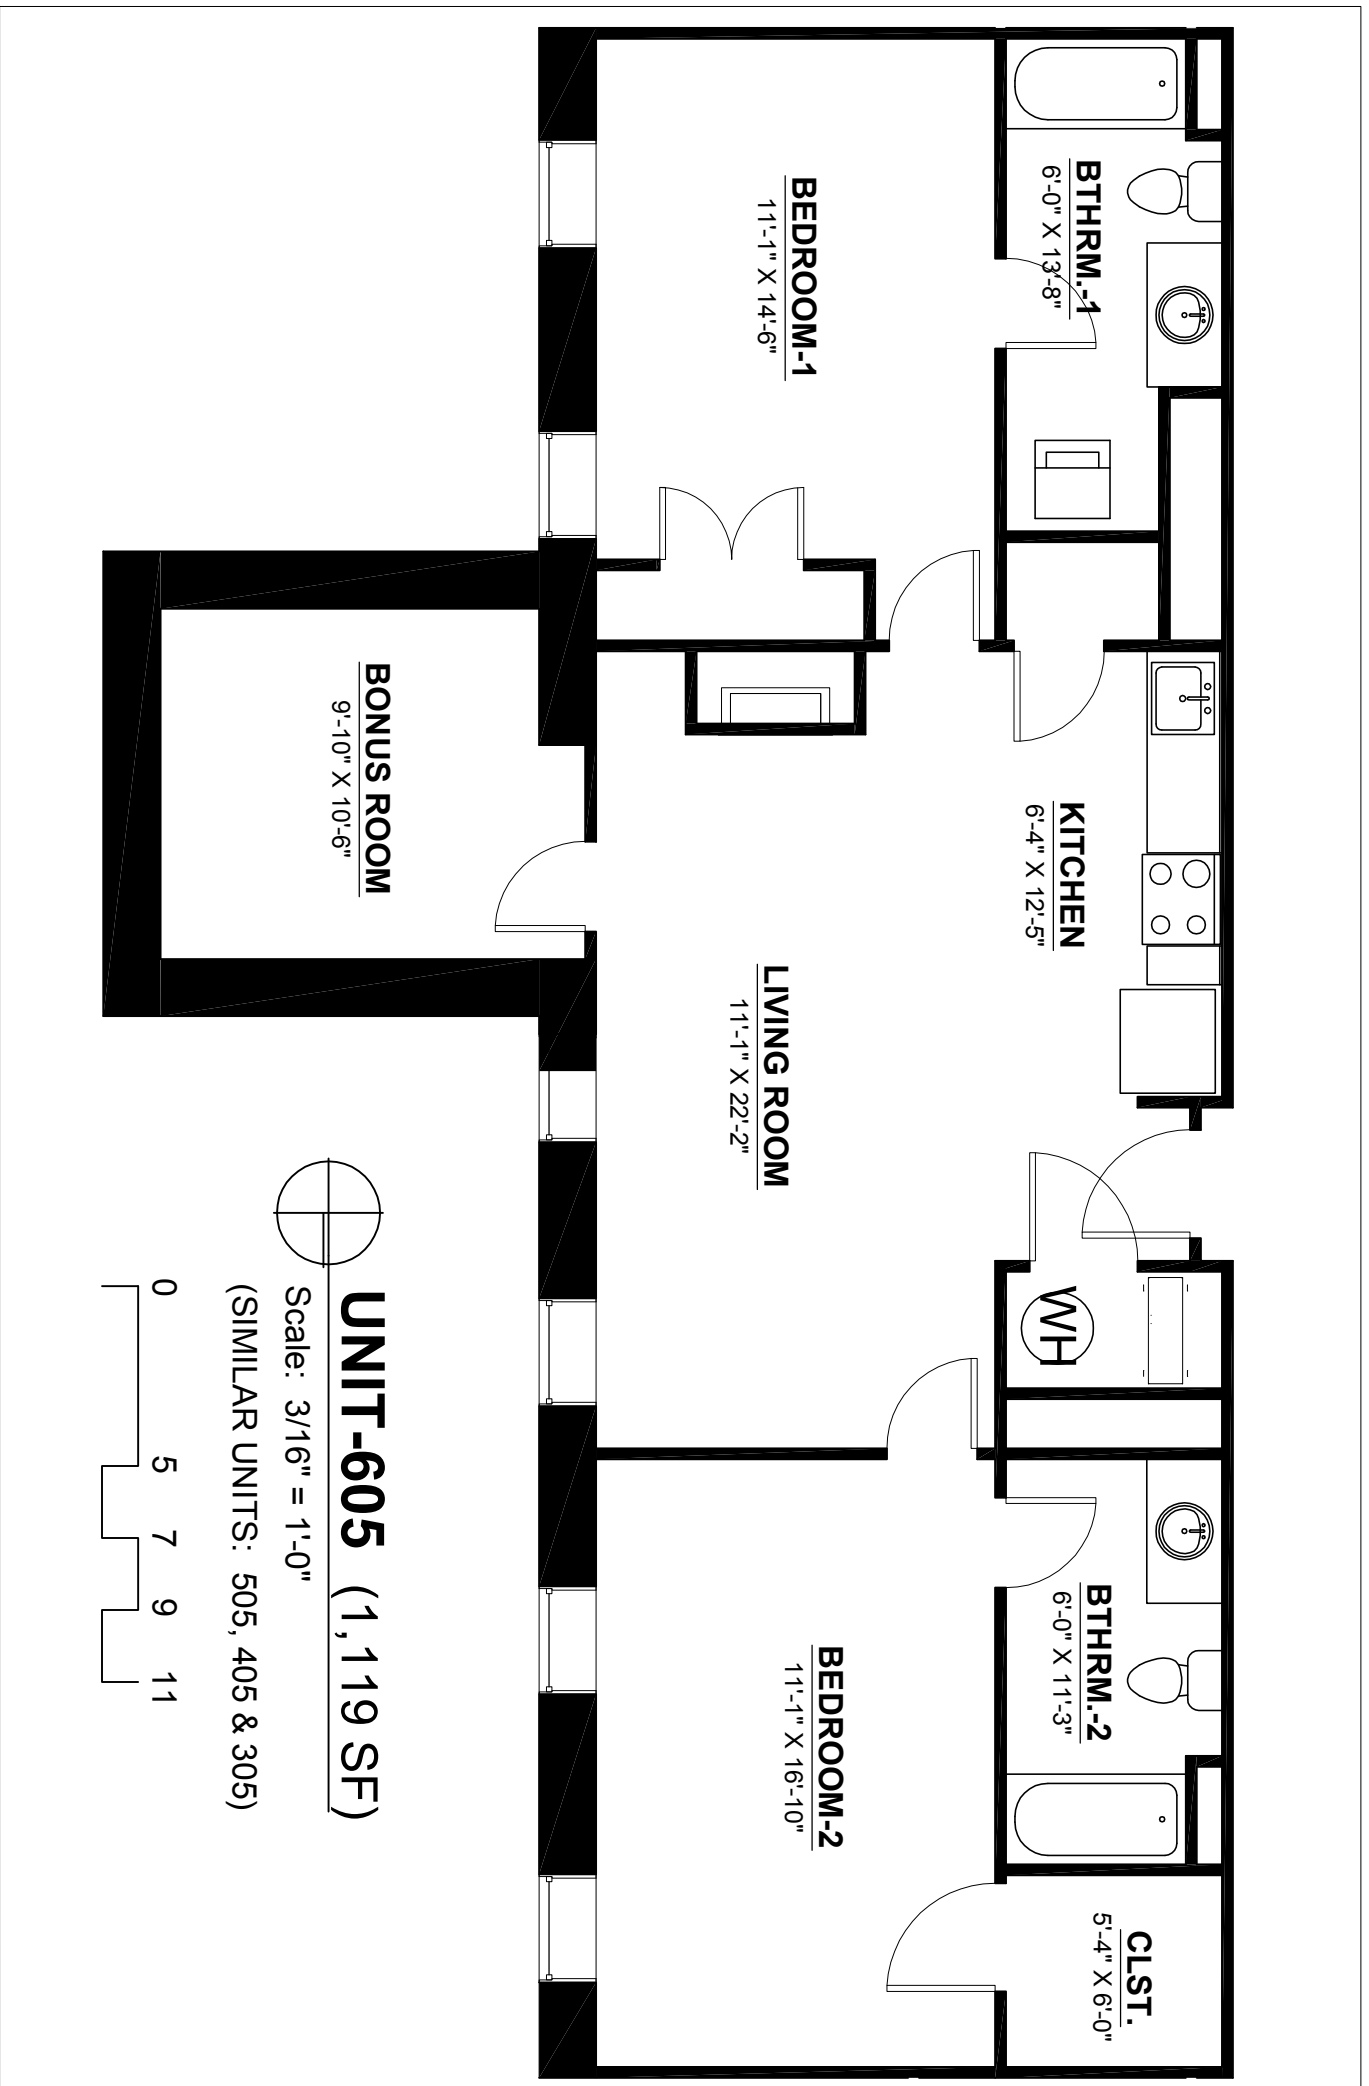 BTHRM.-1
6'-0" X 13'-8"
BEDROOM-1
11'-1" X 14'-6"
KITCHEN
6'-4" X 12'-5"
LIVING ROOM
11'-1" X 22'-2"
BONUS ROOM
9'-10" X 10'-6"
WH
BTHRM.-2
6'-0" X 11'-3"
BEDROOM-2
11'-1" X 16'-10"
CLST.
5'-4" X 6'-0"
UNIT-605 (1,119 SF)
Scale: 3/16" = 1'-0"
(SIMILAR UNITS: 505, 405 & 305)
0 5 7 9 11